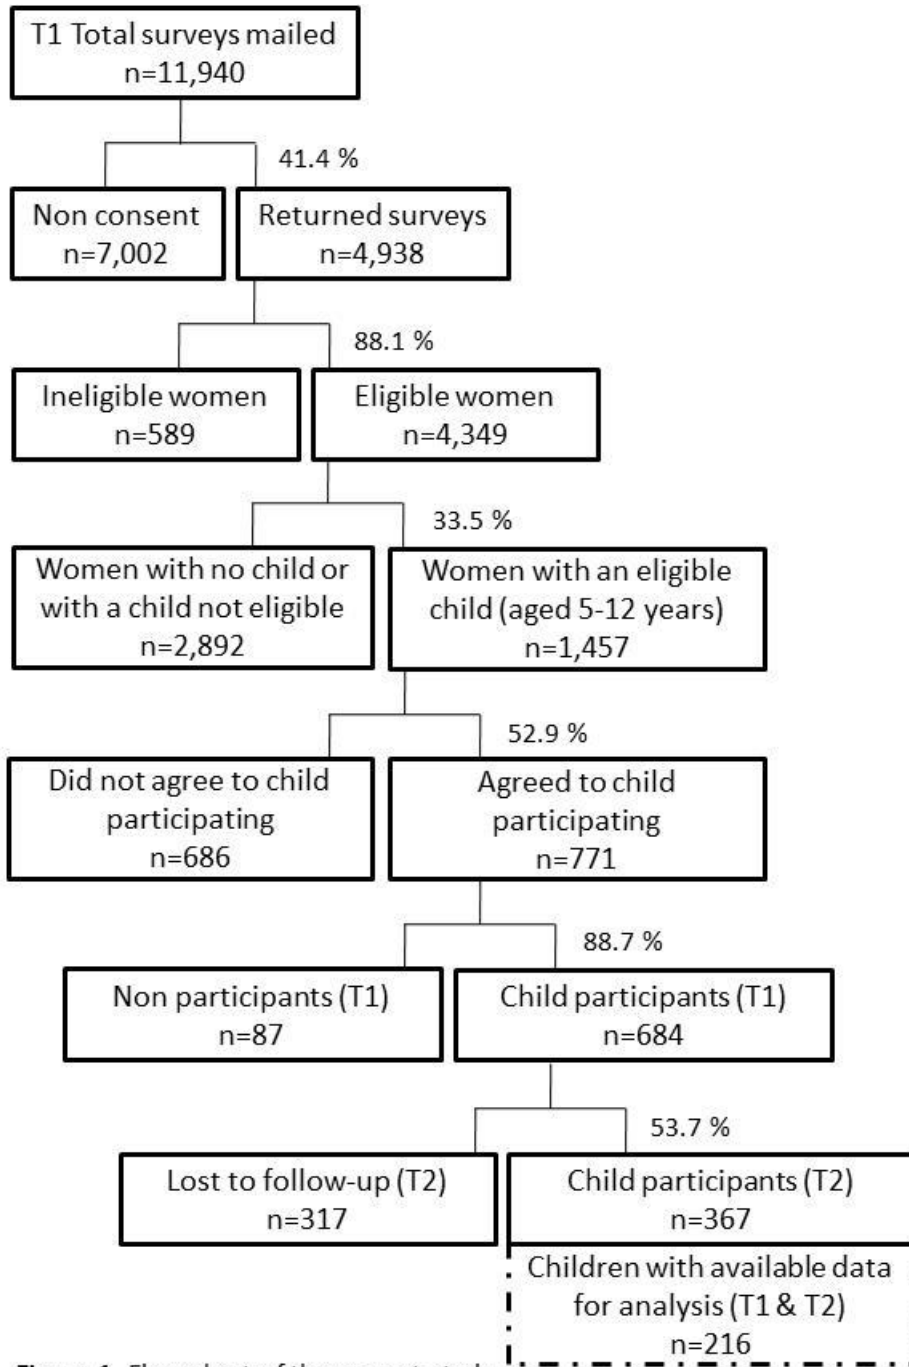 T1 Total surveys mailed
n=11,940
41.4 %
Non consent
n=7,002
Returned surveys
n=4,938
88.1 %
Ineligible women
n=589
Eligible women
n=4,349
33.5 %
Women with no child or
with a child not eligible
n=2,892
Women with an eligible
child (aged 5-12 years)
n=1,457
52.9 %
Did not agree to child
participating
n=686
Agreed to child
participating
n=771
88.7 %
Non participants (T1)
n=87
Child participants (T1)
n=684
53.7 %
Lost to follow-up (T2)
n=317
Child participants (T2)
n=367
Children with available data
for analysis (T1 & T2)
n=216